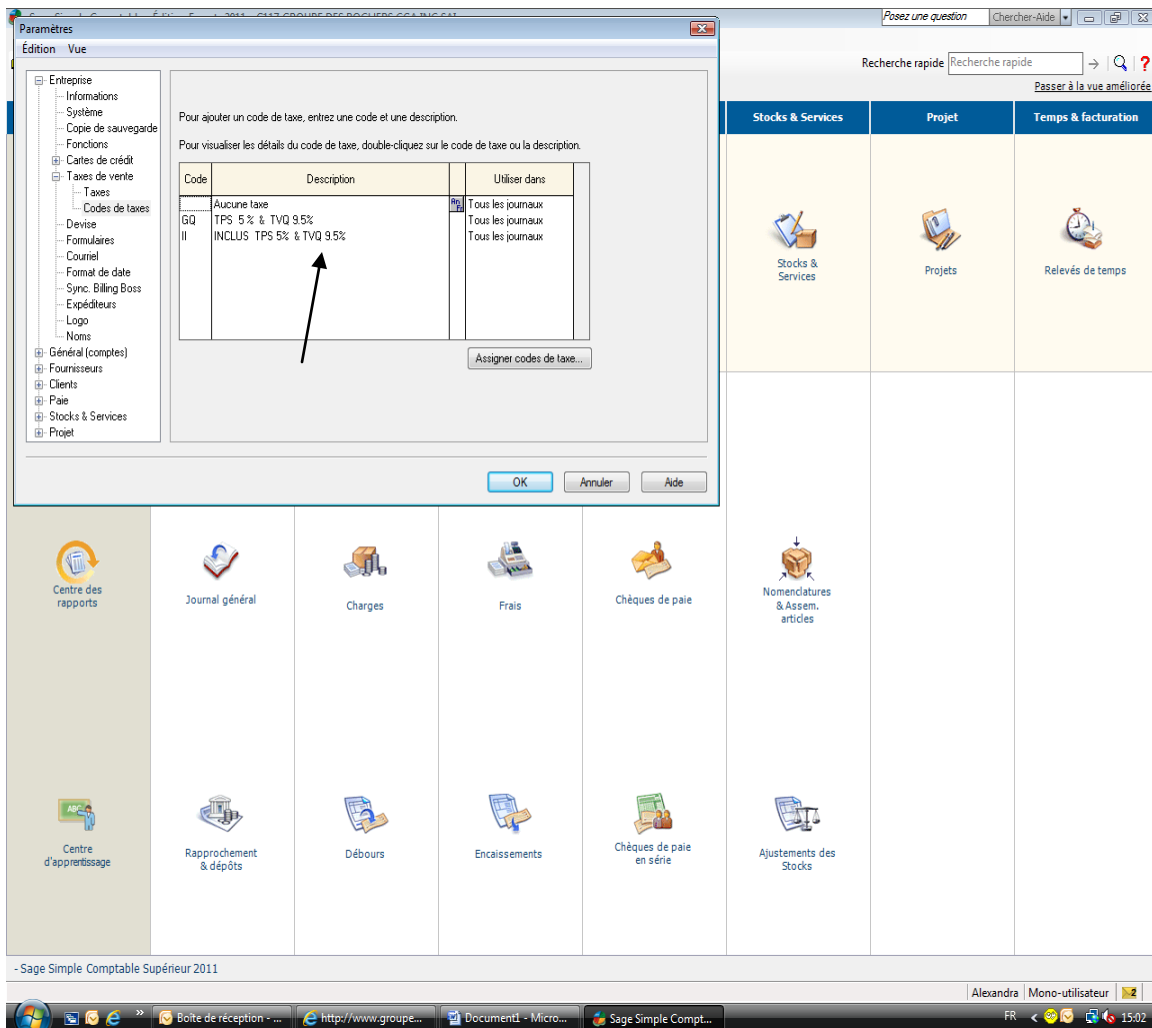 Paramètres
Édition Vue
Posez une question
Chercher-Aide
Recherche rapide
Recherche rapide
Passer à la vue améliorée
Entreprise
Informations
Système
Copie de sauvegarde
Fonctions
Cartes de crédit
Taxes de vente
Taxes
Codes de taxes
Devise
Formulaires
Courriel
Format de date
Sync. Billing Boss
Expéditeurs
Logo
Noms
Général (comptes)
Fournisseurs
Clients
Paie
Stocks & Services
Projet
Pour ajouter un code de taxe, entrez une code et une description.
Pour visualiser les détails du code de taxe, double-cliquez sur le code de taxe ou la description.
Code Description Utiliser dans
Aucune taxe Tous les journaux
GQ TPS 5 % & TVQ 9.5% Tous les journaux
II INCLUS TPS 5% & TVQ 9.5% Tous les journaux
Assigner codes de taxe...
OK Annuler Aide
Stocks & Services Projet Temps & facturation
Stocks &
Services
Projets
Relevés de temps
Centre des
rapports
Journal général
Charges
Frais
Chèques de paie
Nomenclatures
& Assem.
articles
Centre
d'apprentissage
Rapprochement
& dépôts
Débours
Encaissements
Chèques de paie
en série
Ajustements des
Stocks
- Sage Simple Comptable Supérieur 2011
Alexandra Mono-utilisateur 2
Boîte de réception - ... http://www.groupe... Document1 - Micro... Sage Simple Compt... FR 15:02